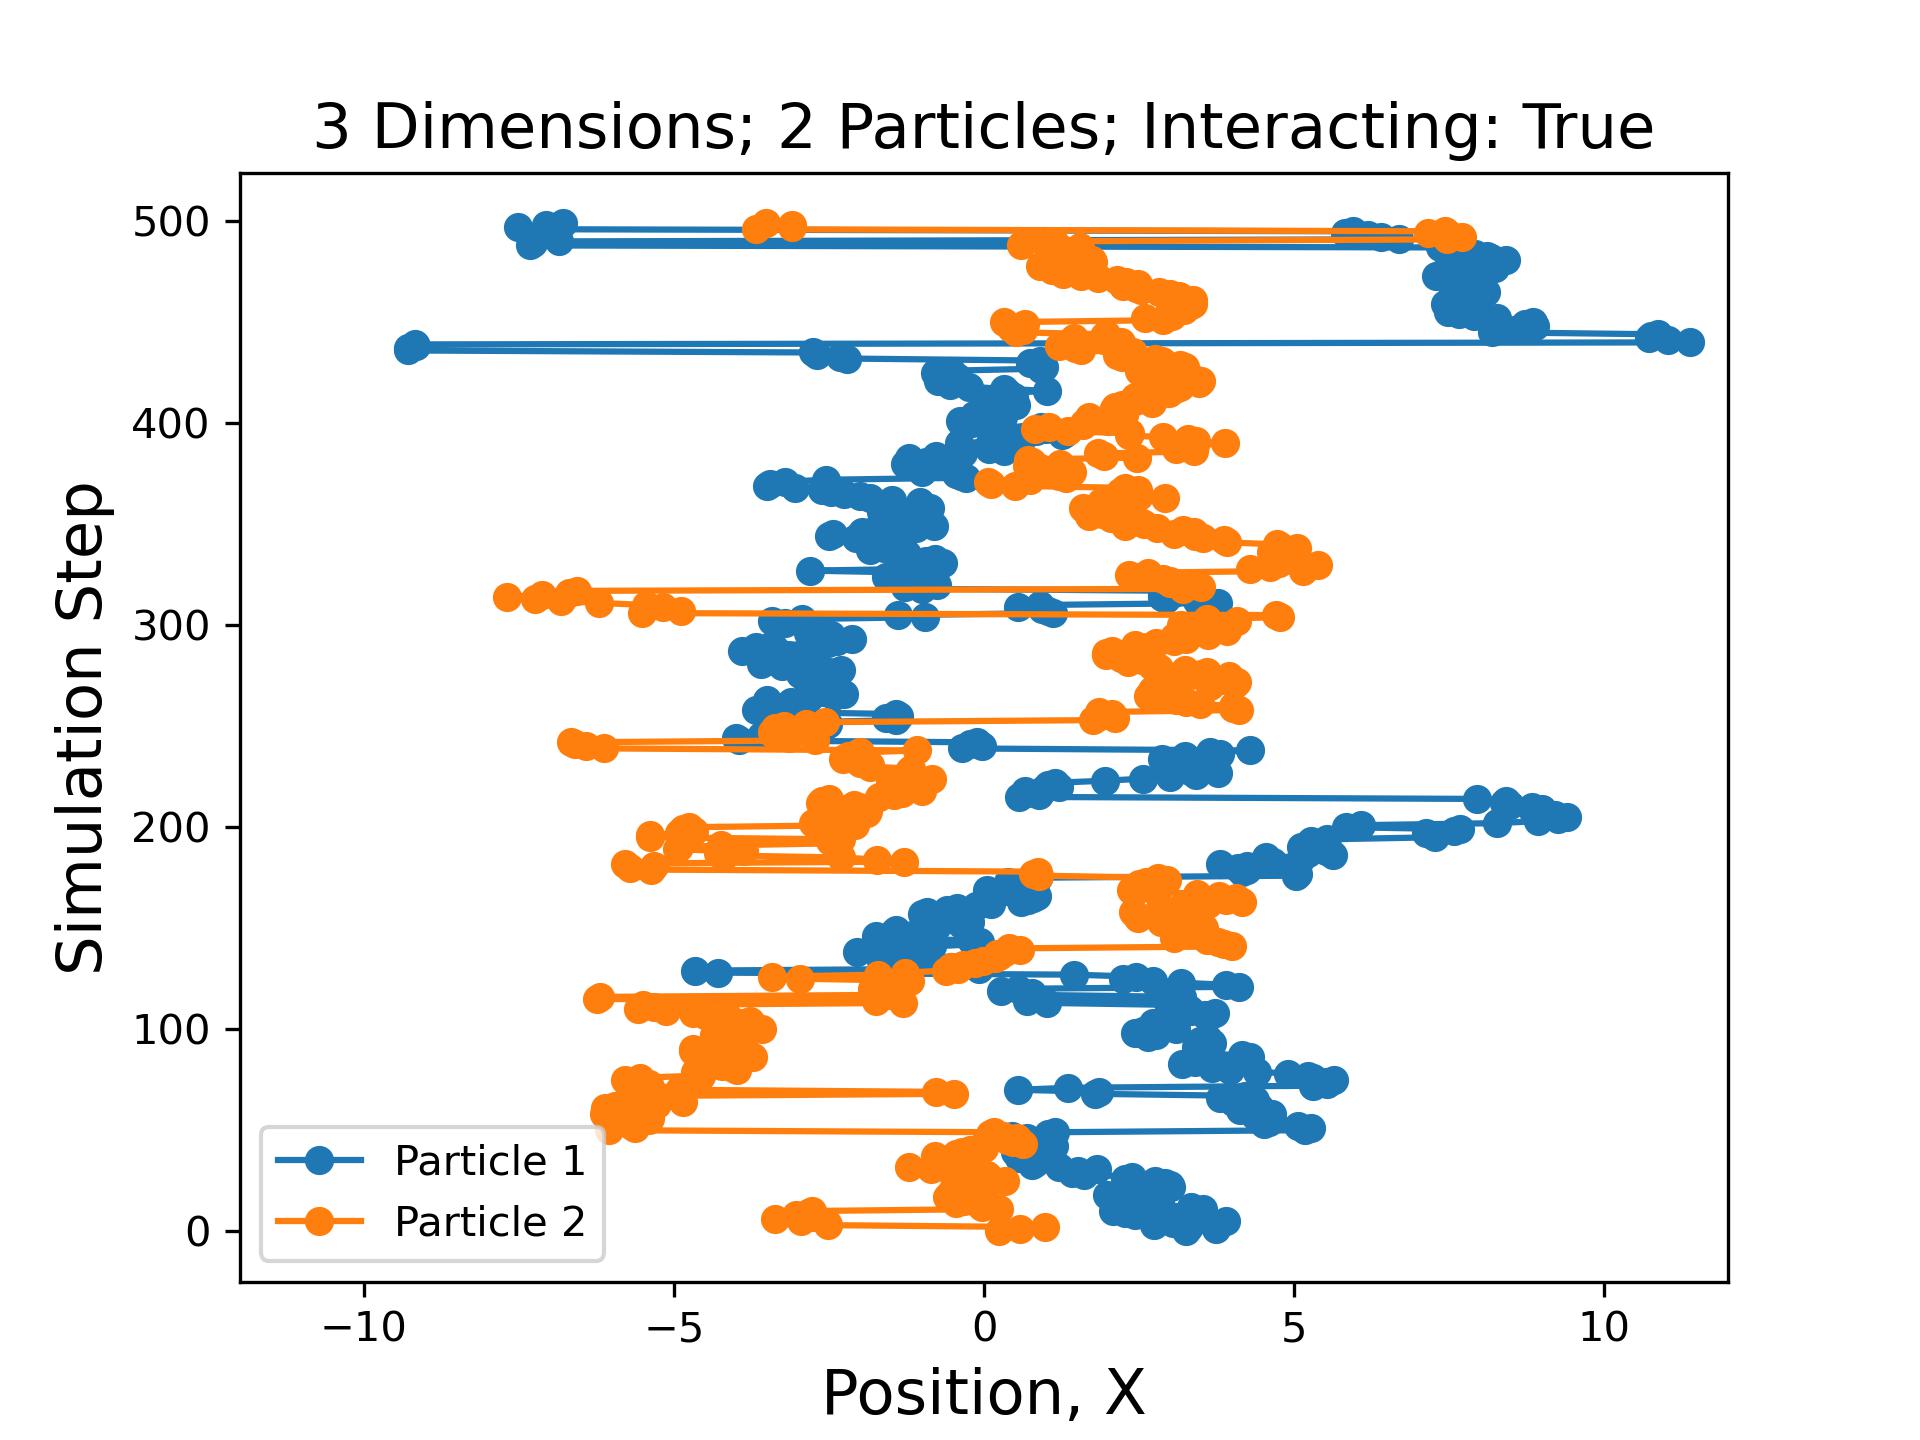 3 Dimensions; 2 Particles; Interacting: True
Simulation Step
500
400
300
200
100
0
Particle 1
Particle 2
−10
−5
0
5
10
Position, X